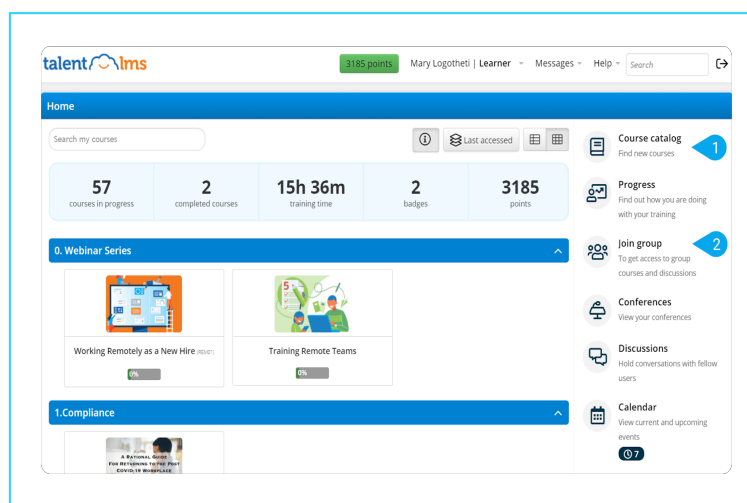 talent lms
3185 points Mary Logotheti | Learner Messages Help Search
Home
Search my courses
Last accessed
57
courses in progress
2
completed courses
15h 36m
training time
2
badges
3185
points
0. Webinar Series
Working Remotely as a New Hire (REMOT)
0%
Training Remote Teams
0%
1.Compliance
A RATIONAL GUIDE
FOR RETURNING TO THE POST
COVID-19 WORKPLACE
Course catalog
Find new courses
1
Progress
Find out how you are doing
with your training
Join group
To get access to group
courses and discussions
2
Conferences
View your conferences
Discussions
Hold conversations with fellow
users
Calendar
View current and upcoming
events
7